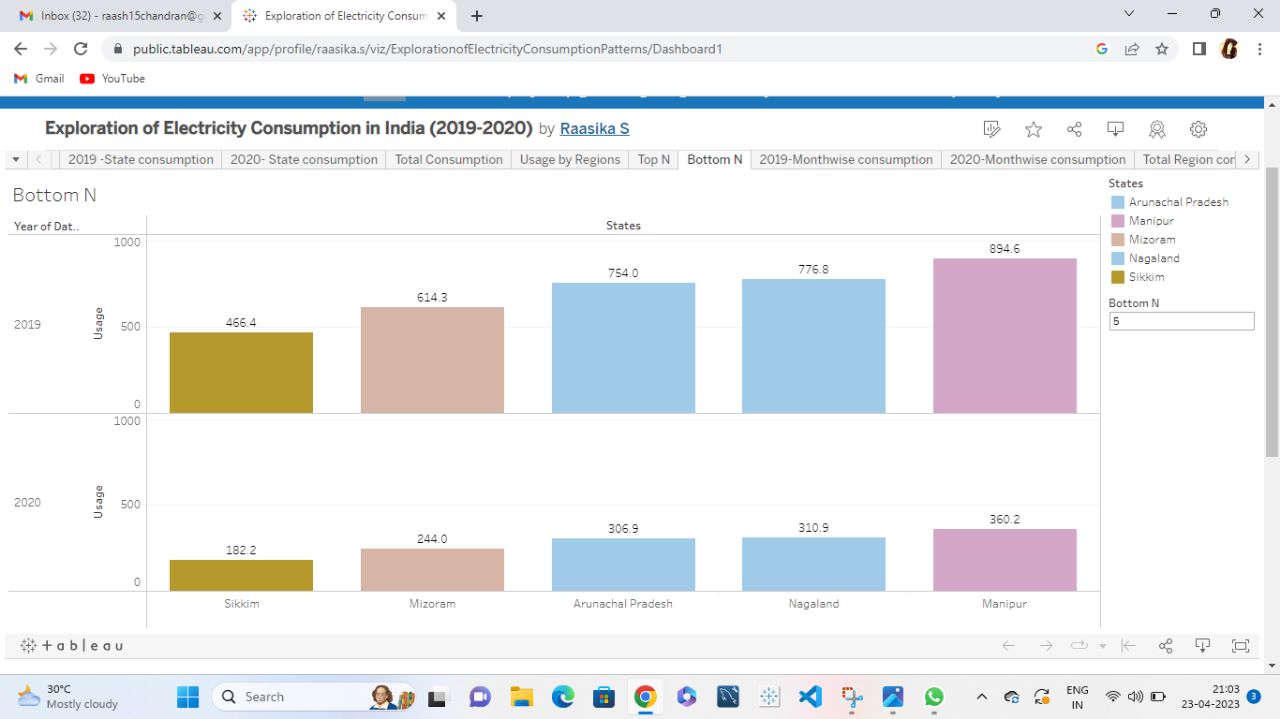 Inbox (32) - raash15chandran@g
Exploration of Electricity Consum
public.tableau.com/app/profile/raasika.s/viz/ExplorationofElectricityConsumptionPatterns/Dashboard1
Gmail YouTube
Exploration of Electricity Consumption in India (2019-2020) by Raasika S
2019 -State consumption 2020- State consumption Total Consumption Usage by Regions Top N Bottom N 2019-Monthwise consumption 2020-Monthwise consumption Total Region con
Bottom N
Year of Dat..
States
2019
Usage
1000
500
0
466.4
614.3
754.0
776.8
894.6
2020
Usage
1000
500
0
182.2
244.0
306.9
310.9
360.2
Sikkim Mizoram Arunachal Pradesh Nagaland Manipur
States
Arunachal Pradesh
Manipur
Mizoram
Nagaland
Sikkim
Bottom N
5
+ a b l e a u
30°C
Mostly cloudy
Search
ENG
IN
21:03
23-04-2023
3